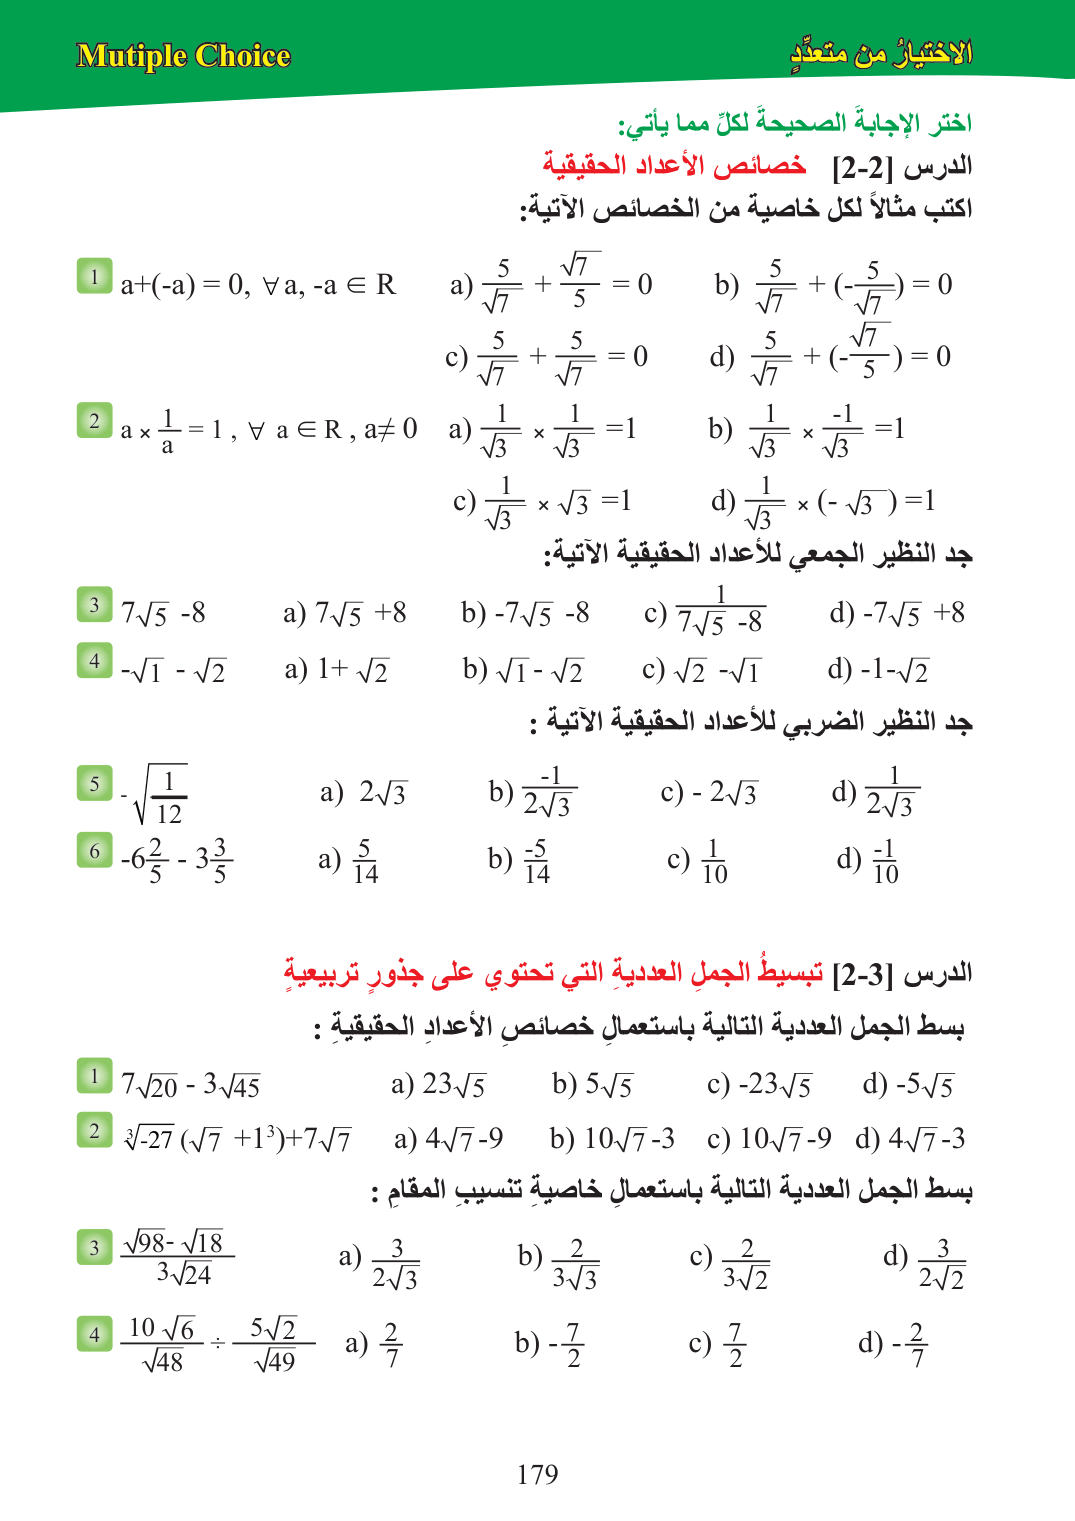 Mutiple Choice الاختيارُ من متعدِّدٍ
اختر الإجابةَ الصحيحةَ لكلِّ مما يأتي:
الدرس [2-2] خصائص الأعداد الحقيقية
اكتب مثالاً لكل خاصية من الخصائص الآتية:
1 a+(-a) = 0, ∀a, -a ∈ R a) 5/√7 + √7/5 = 0 b) 5/√7 + (-5/√7) = 0
c) 5/√7 + 5/√7 = 0 d) 5/√7 + (-√7/5) = 0
2 a × 1/a = 1 , ∀ a ∈ R , a≠ 0 a) 1/√3 × 1/√3 =1 b) 1/√3 × -1/√3 =1
c) 1/√3 × √3 =1 d) 1/√3 × (- √3 ) =1
جد النظير الجمعي للأعداد الحقيقية الآتية:
3 7√5 -8 a) 7√5 +8 b) -7√5 -8 c) 1/(7√5 -8) d) -7√5 +8
4 -√1 - √2 a) 1+ √2 b) √1 - √2 c) √2 -√1 d) -1-√2
جد النظير الضربي للأعداد الحقيقية الآتية :
5 -√(1/12) a) 2√3 b) -1/(2√3) c) - 2√3 d) 1/(2√3)
6 -6 2/5 - 3 3/5 a) 5/14 b) -5/14 c) 1/10 d) -1/10
الدرس [2-3] تبسيطُ الجملِ العدديةِ التي تحتوي على جذورٍ تربيعيةٍ
بسط الجمل العددية التالية باستعمالِ خصائصِ الأعدادِ الحقيقيةِ :
1 7√20 - 3√45 a) 23√5 b) 5√5 c) -23√5 d) -5√5
2 ∛-27 (√7 +1³)+7√7 a) 4√7 -9 b) 10√7 -3 c) 10√7 -9 d) 4√7 -3
بسط الجمل العددية التالية باستعمالِ خاصيةِ تنسيبِ المقامِ :
3 (√98- √18)/(3√24) a) 3/(2√3) b) 2/(3√3) c) 2/(3√2) d) 3/(2√2)
4 10 √6/√48 ÷ 5√2/√49 a) 2/7 b) -7/2 c) 7/2 d) -2/7
179